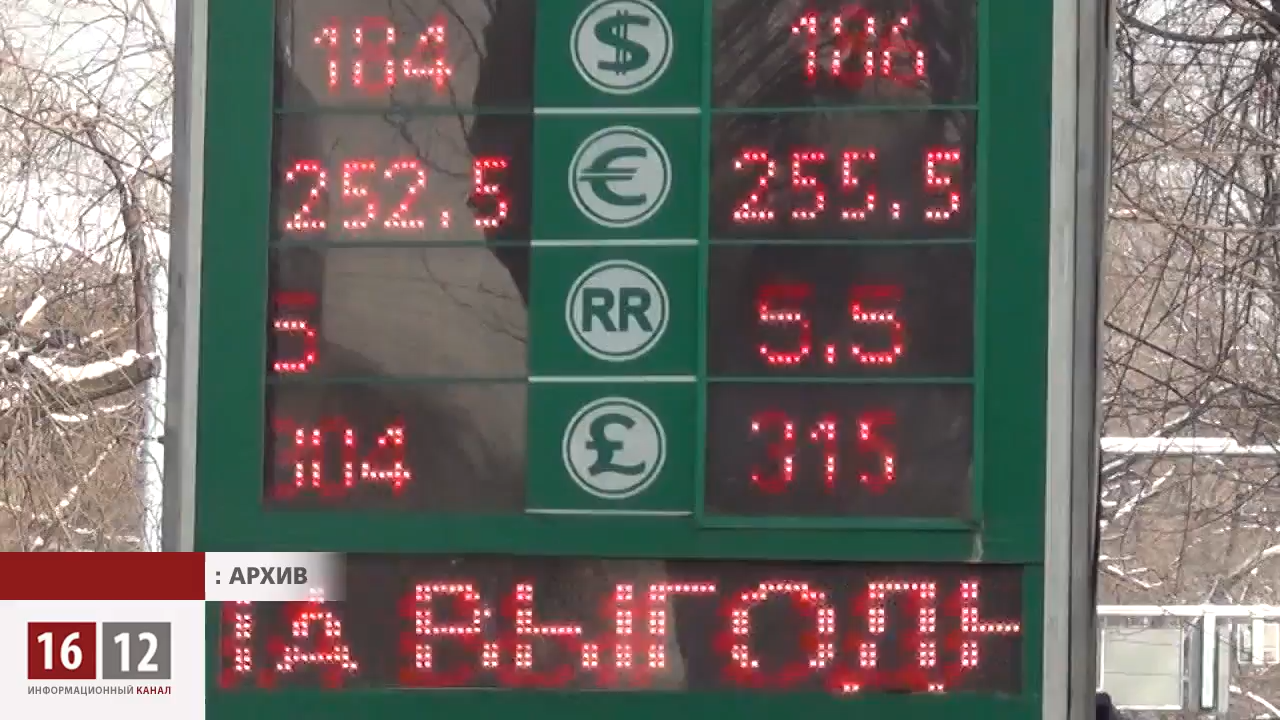 184 $ 186
252.5 € 255.5
5 RR 5.5
304 £ 315
: АРХИВ
ВЫГОДН
16 12
ИНФОРМАЦИОННЫЙ КАНАЛ